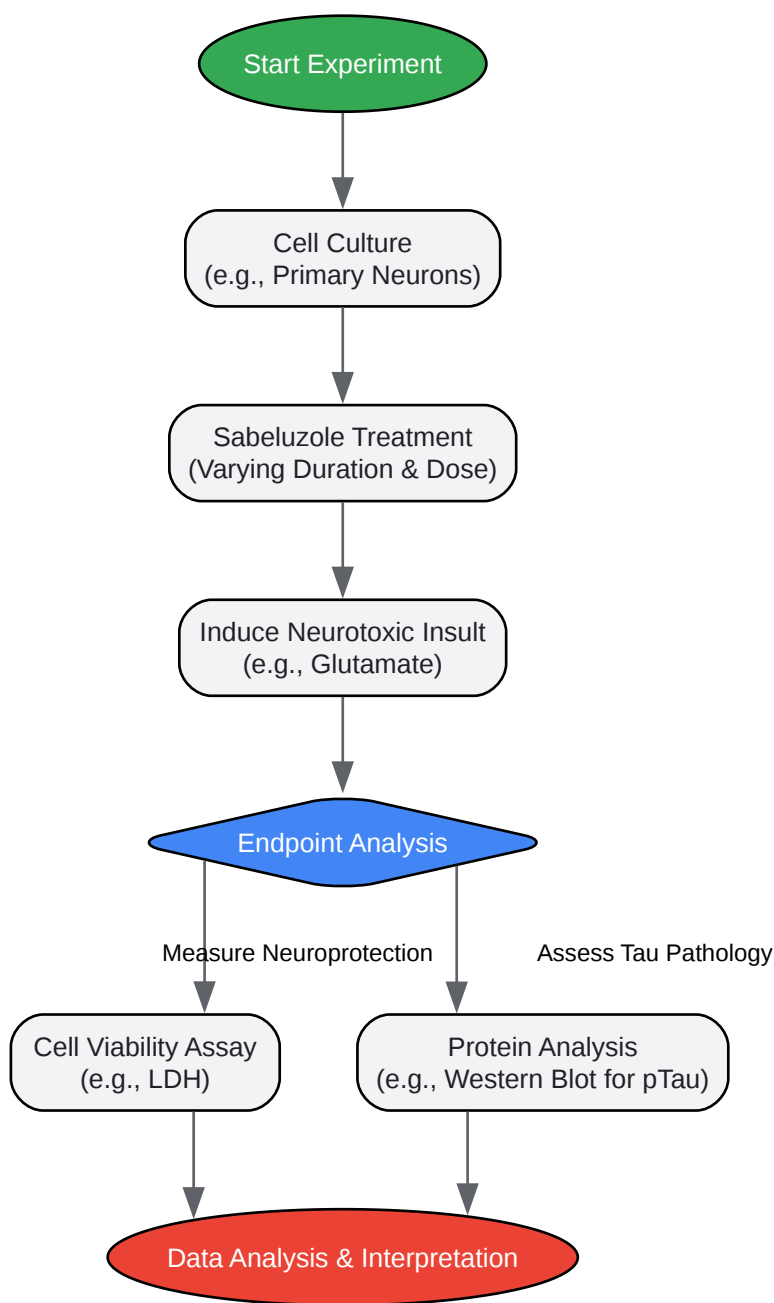 Start Experiment
Cell Culture
(e.g., Primary Neurons)
Sabeluzole Treatment
(Varying Duration & Dose)
Induce Neurotoxic Insult
(e.g., Glutamate)
Endpoint Analysis
Measure Neuroprotection
Assess Tau Pathology
Cell Viability Assay
(e.g., LDH)
Protein Analysis
(e.g., Western Blot for pTau)
Data Analysis & Interpretation